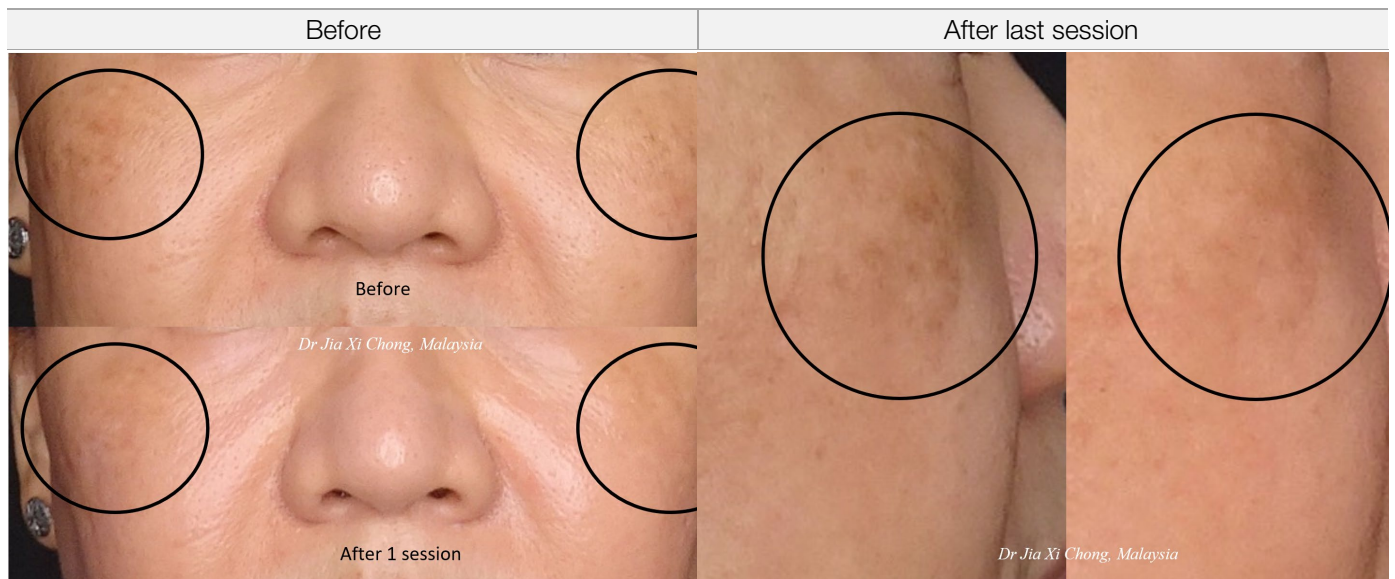 Before
After last session
Before
Dr Jia Xi Chong, Malaysia
After 1 session
Dr Jia Xi Chong, Malaysia